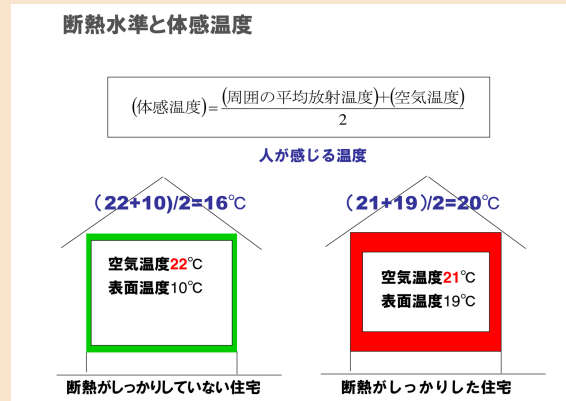 断熱水準と体感温度
(体感温度)=(周囲の平均放射温度)+(空気温度)
2
人が感じる温度
（22+10)/2=16℃
（21+19）/2=20℃
空気温度22℃
表面温度10℃
空気温度21℃
表面温度19℃
断熱がしっかりしていない住宅
断熱がしっかりした住宅